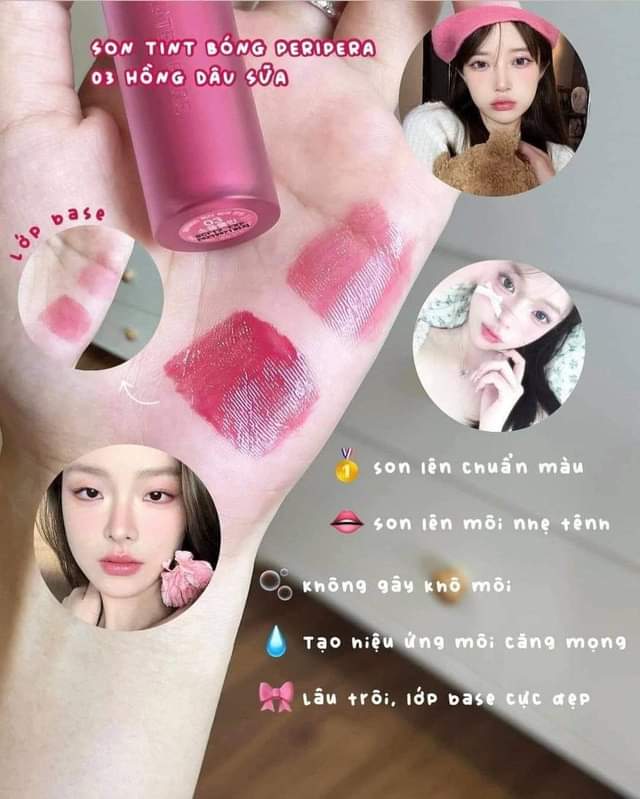 SON TINT BÓNG PERIPERA
03 HỒNG DÂU SỮA
lớp base
03
son lên chuẩn màu
son lên môi nhẹ tênh
không gây khô môi
Tạo hiệu ứng môi căng mọng
Lâu trôi, lớp base cực đẹp